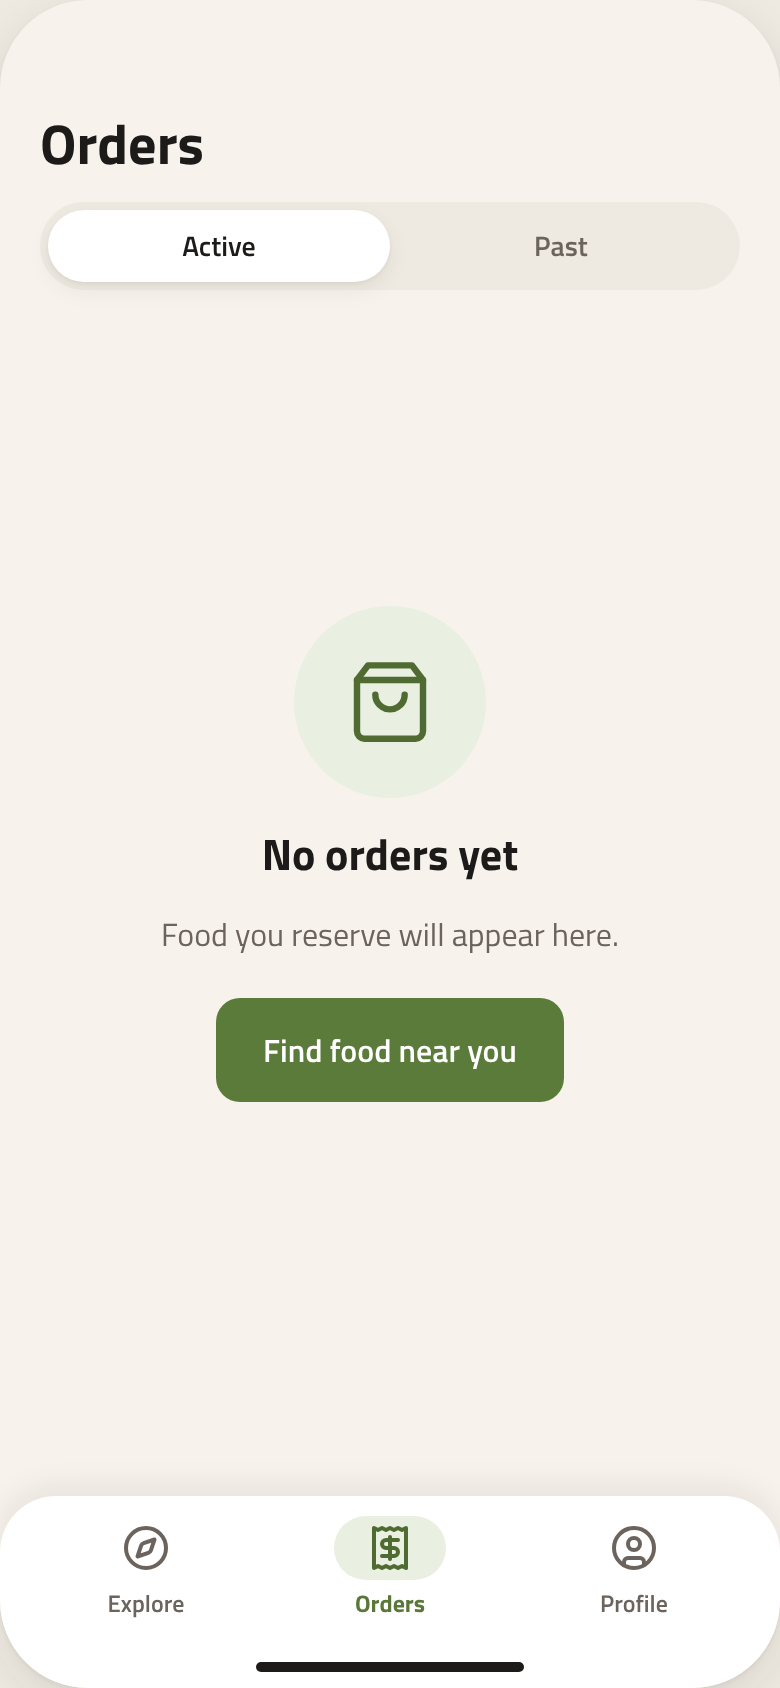 Orders
Active
Past
No orders yet
Food you reserve will appear here.
Find food near you
Explore
Orders
Profile